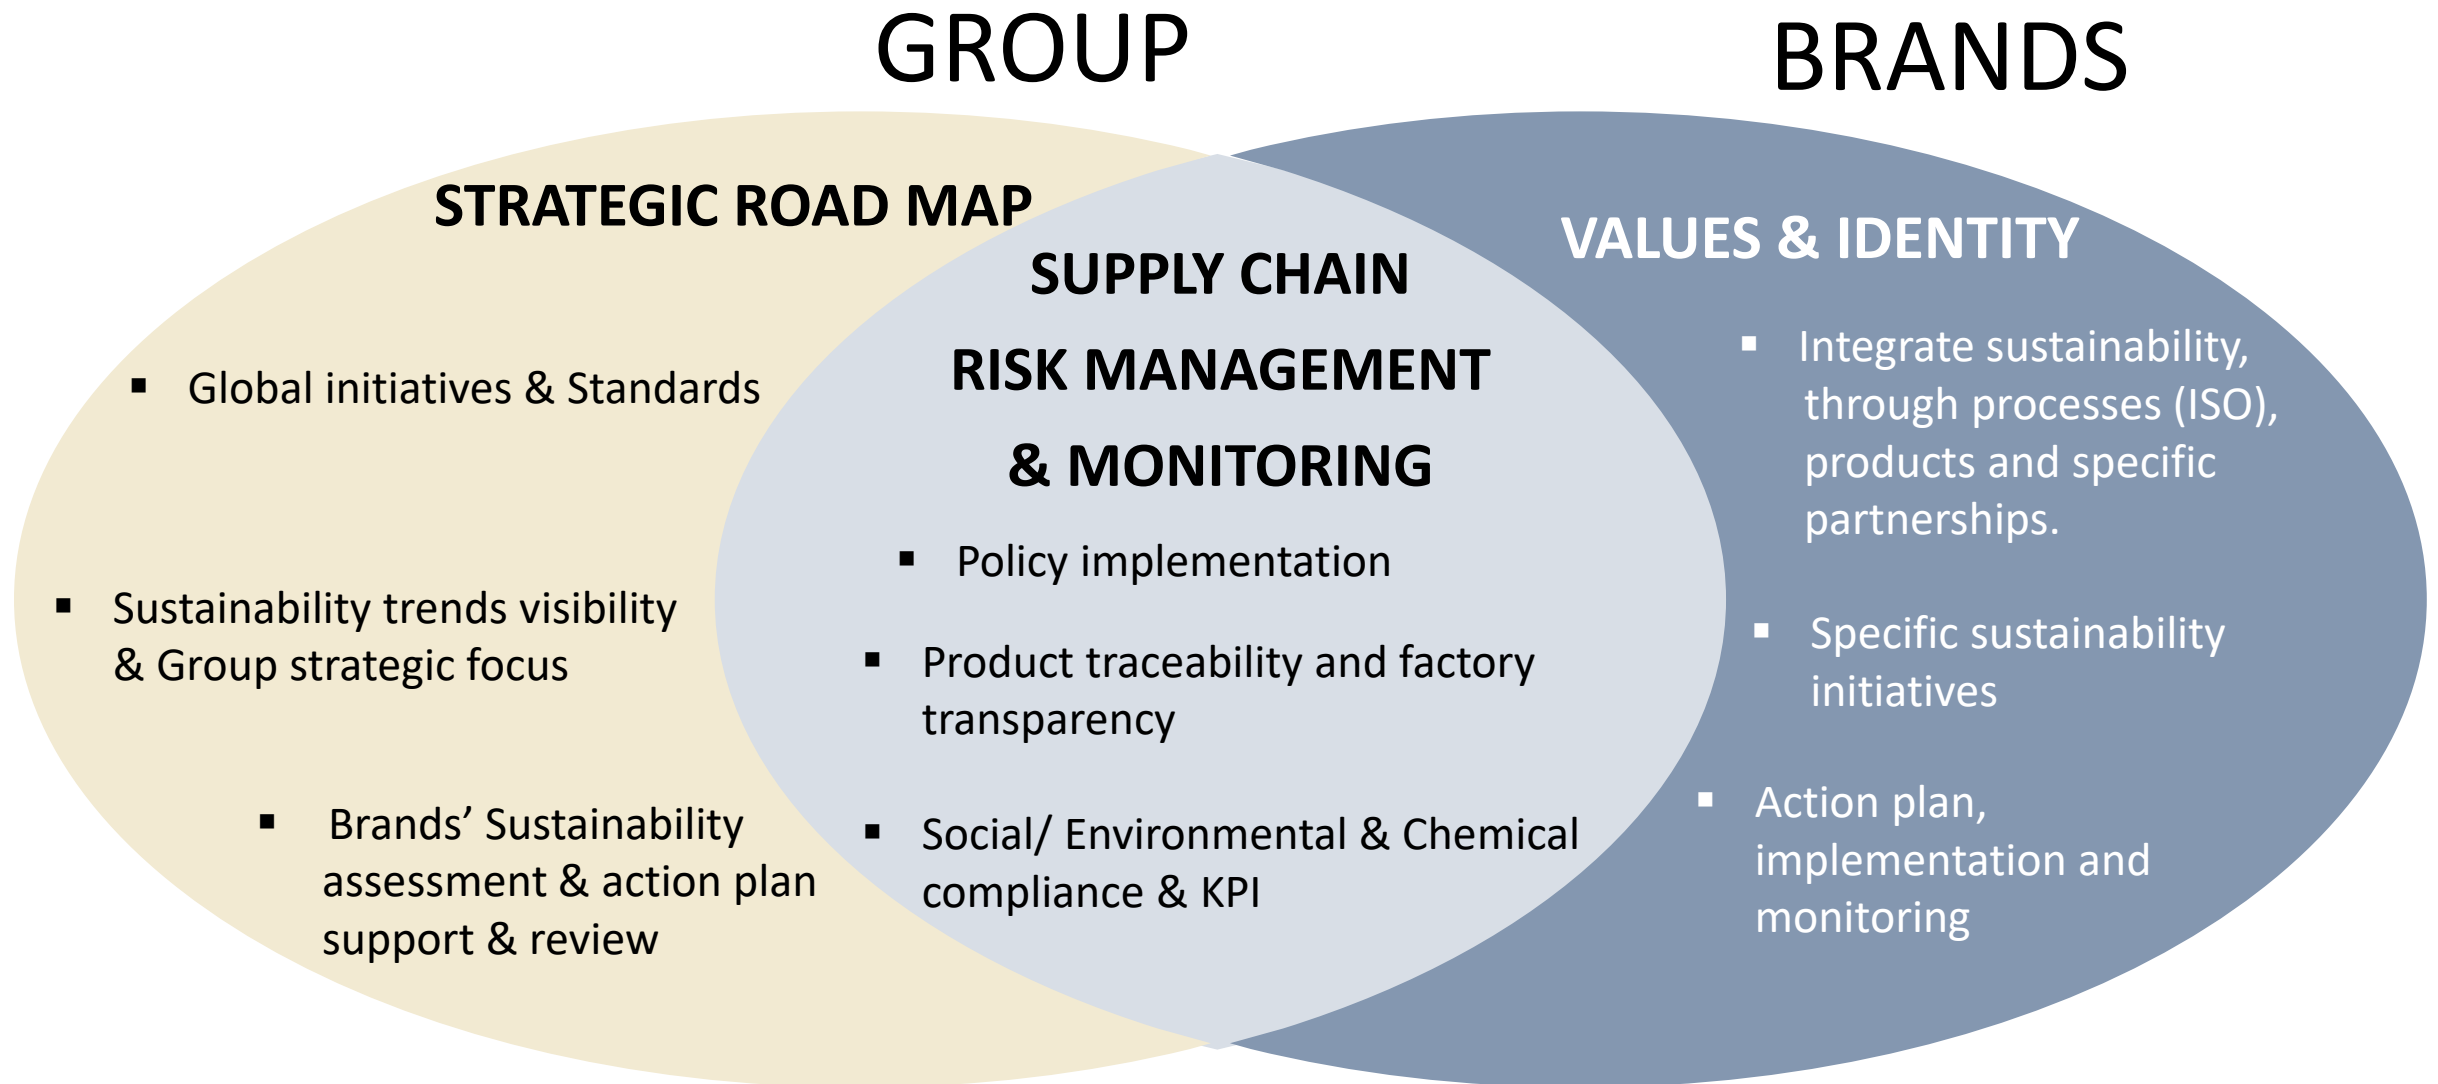 GROUP
BRANDS
STRATEGIC ROAD MAP
▪ Global initiatives & Standards
▪ Sustainability trends visibility
& Group strategic focus
▪ Brands’ Sustainability
assessment & action plan
support & review
SUPPLY CHAIN
RISK MANAGEMENT
& MONITORING
▪ Policy implementation
▪ Product traceability and factory
transparency
▪ Social/ Environmental & Chemical
compliance & KPI
VALUES & IDENTITY
▪ Integrate sustainability,
through processes (ISO),
products and specific
partnerships.
▪ Specific sustainability
initiatives
▪ Action plan,
implementation and
monitoring